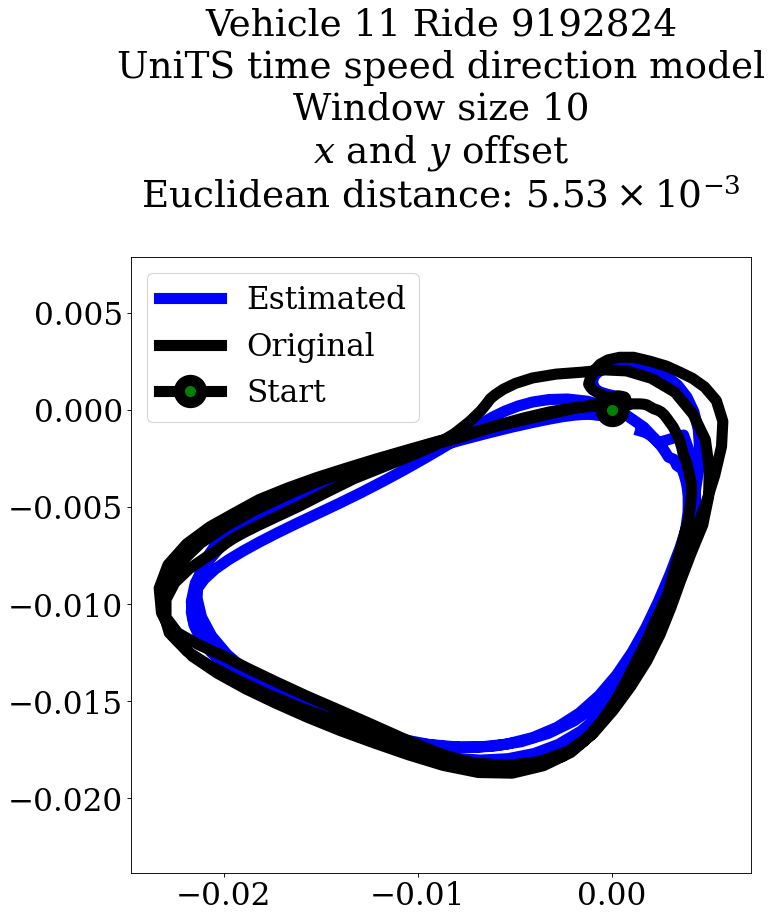 Vehicle 11 Ride 9192824
UniTS time speed direction model
Window size 10
x and y offset
Euclidean distance: 5.53 × 10⁻³
Estimated
Original
Start
0.005
0.000
−0.005
−0.010
−0.015
−0.020
−0.02 −0.01 0.00